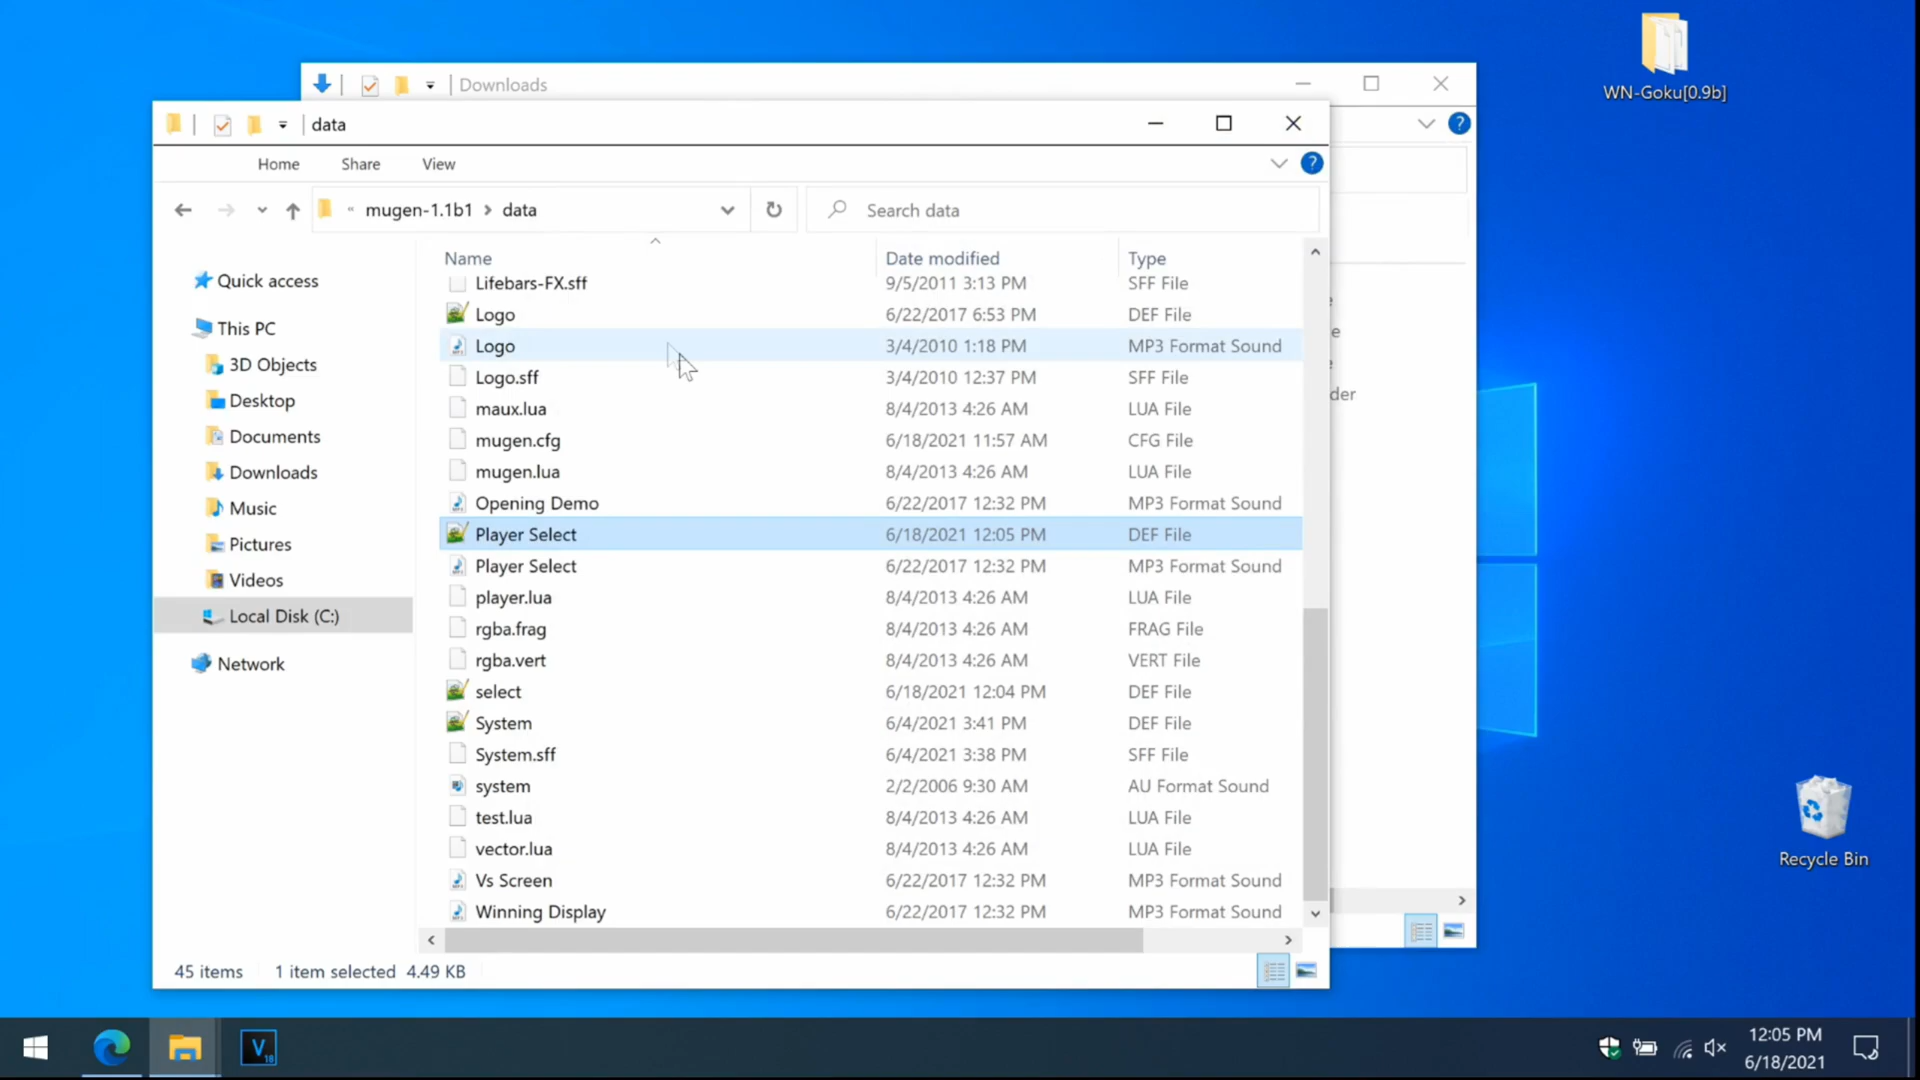 WN-Goku[0.9b]
Downloads
data
Home Share View
« mugen-1.1b1 > data
Search data
Name Date modified Type
Quick access
This PC
3D Objects
Desktop
Documents
Downloads
Music
Pictures
Videos
Local Disk (C:)
Network
Lifebars-FX.sff 9/5/2011 3:13 PM SFF File
Logo 6/22/2017 6:53 PM DEF File
Logo 3/4/2010 1:18 PM MP3 Format Sound
Logo.sff 3/4/2010 12:37 PM SFF File
maux.lua 8/4/2013 4:26 AM LUA File
mugen.cfg 6/18/2021 11:57 AM CFG File
mugen.lua 8/4/2013 4:26 AM LUA File
Opening Demo 6/22/2017 12:32 PM MP3 Format Sound
Player Select 6/18/2021 12:05 PM DEF File
Player Select 6/22/2017 12:32 PM MP3 Format Sound
player.lua 8/4/2013 4:26 AM LUA File
rgba.frag 8/4/2013 4:26 AM FRAG File
rgba.vert 8/4/2013 4:26 AM VERT File
select 6/18/2021 12:04 PM DEF File
System 6/4/2021 3:41 PM DEF File
System.sff 6/4/2021 3:38 PM SFF File
system 2/2/2006 9:30 AM AU Format Sound
test.lua 8/4/2013 4:26 AM LUA File
vector.lua 8/4/2013 4:26 AM LUA File
Vs Screen 6/22/2017 12:32 PM MP3 Format Sound
Winning Display 6/22/2017 12:32 PM MP3 Format Sound
e
e
der
45 items 1 item selected 4.49 KB
Recycle Bin
V 18
12:05 PM
6/18/2021